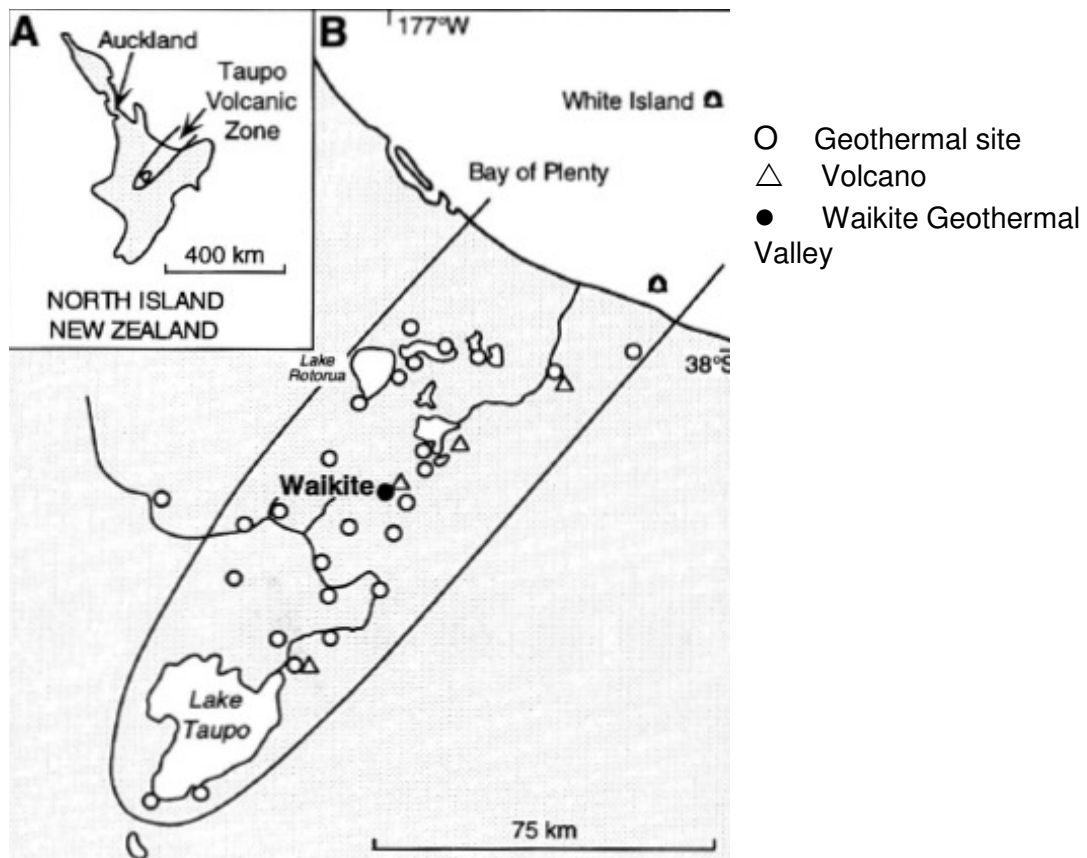 A
Auckland
Taupo
Volcanic
Zone
400 km
NORTH ISLAND
NEW ZEALAND
B
177°W
White Island
Bay of Plenty
38°S
Lake
Rotorua
Waikite
Lake
Taupo
75 km
Geothermal site
Volcano
Waikite Geothermal
Valley